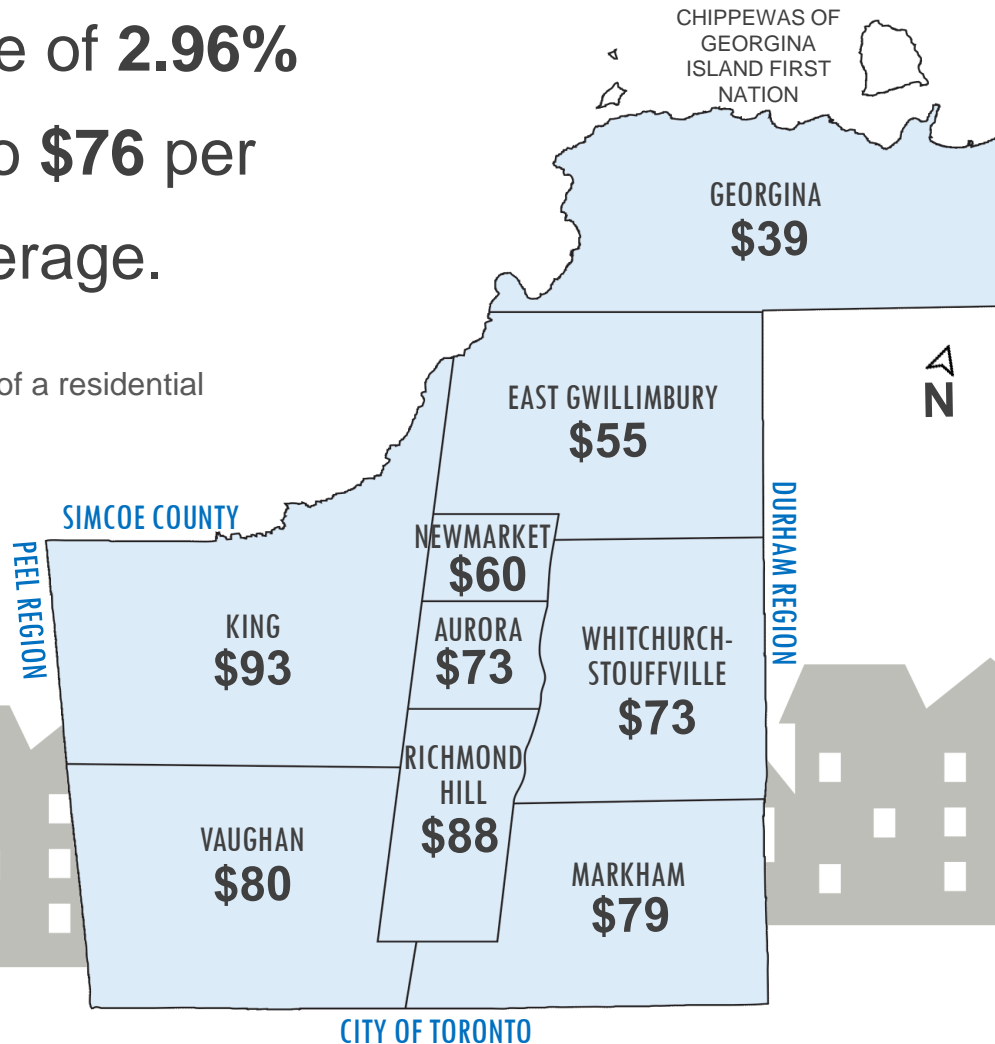 e of 2.96%
o $76 per
erage.
of a residential
CHIPPEWAS OF
GEORGINA
ISLAND FIRST
NATION
GEORGINA
$39
N
EAST GWILLIMBURY
$55
SIMCOE COUNTY
PEEL REGION
DURHAM REGION
NEWMARKET
$60
KING
$93
AURORA
$73
WHITCHURCH-
STOUFFVILLE
$73
RICHMOND
HILL
$88
VAUGHAN
$80
MARKHAM
$79
CITY OF TORONTO